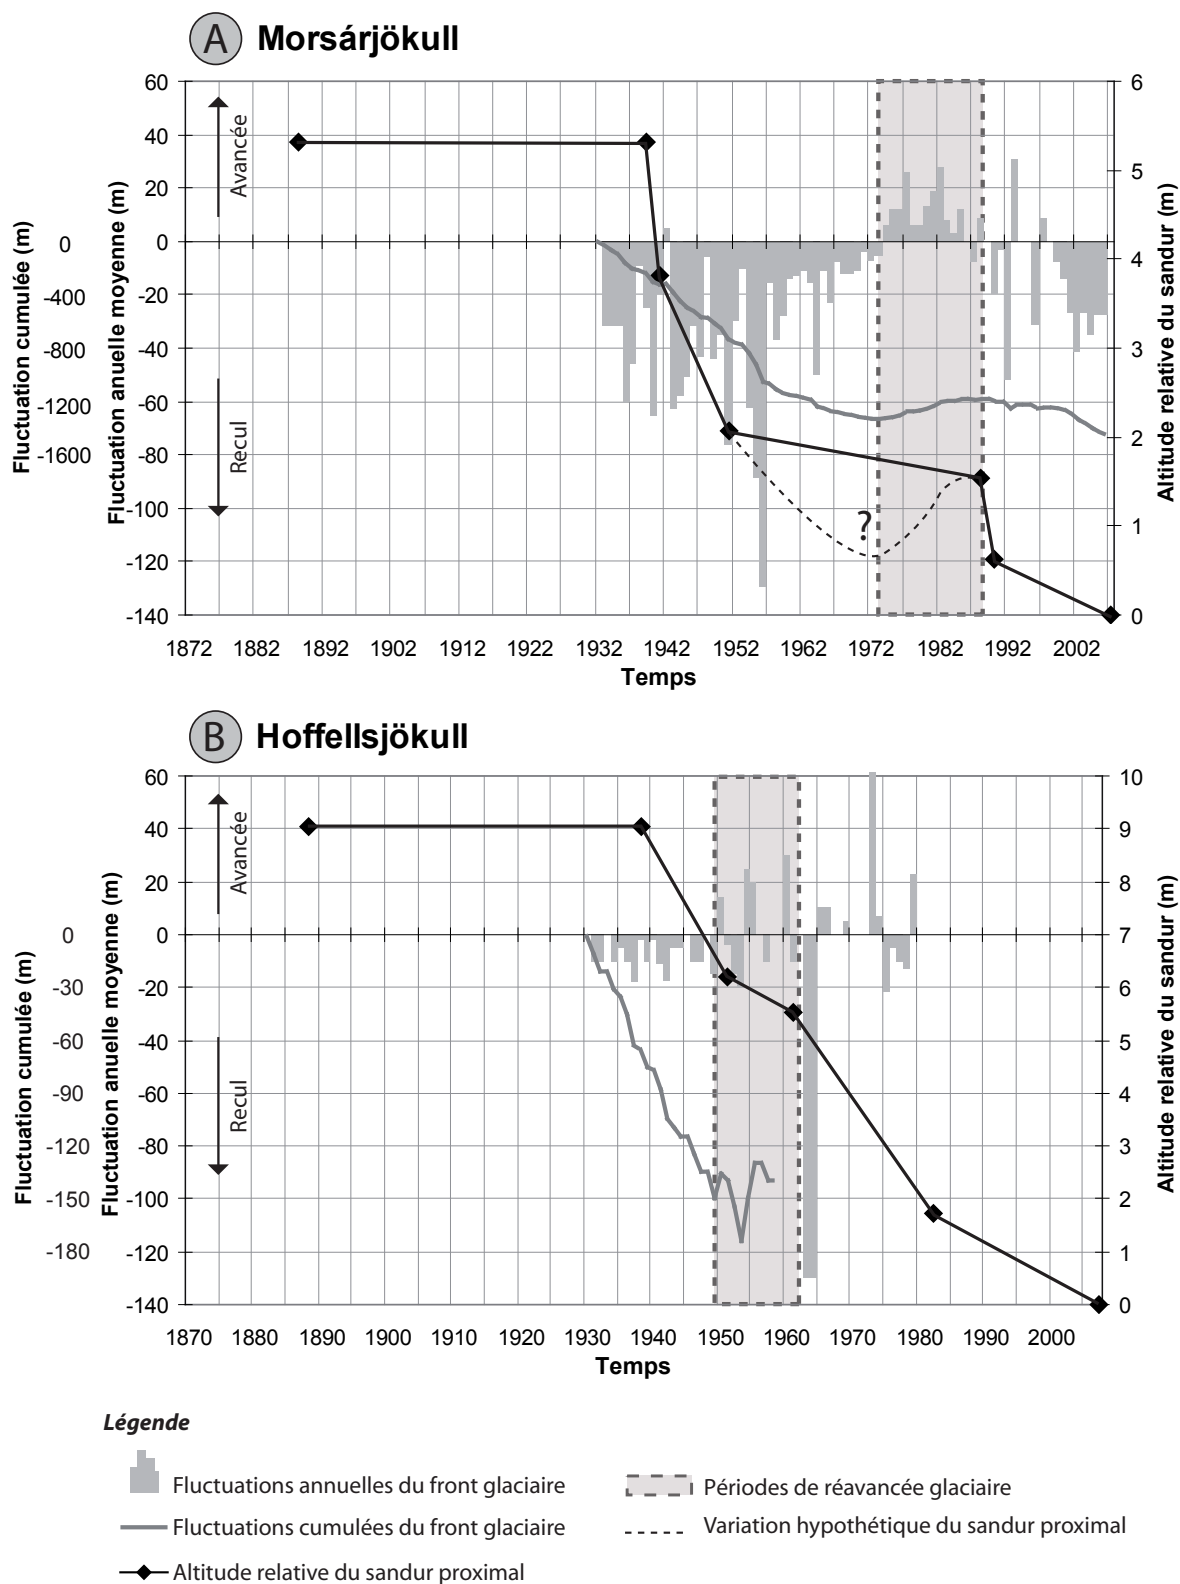 A Morsárjökull
60
40
20
0
-20
-40
-60
-80
-100
-120
-140
0
-400
-800
-1200
-1600
Fluctuation cumulée (m)
Fluctuation anuelle moyenne (m)
Avancée
Recul
?
6
5
4
3
2
1
0
Altitude relative du sandur (m)
1872 1882 1892 1902 1912 1922 1932 1942 1952 1962 1972 1982 1992 2002
Temps
B Hoffellsjökull
60
40
20
0
-20
-40
-60
-80
-100
-120
-140
0
-30
-60
-90
-120
-150
-180
Fluctuation cumulée (m)
Fluctuation anuelle moyenne (m)
Avancée
Recul
10
9
8
7
6
5
4
3
2
1
0
Altitude relative du sandur (m)
1870 1880 1890 1900 1910 1920 1930 1940 1950 1960 1970 1980 1990 2000
Temps
Légende
Fluctuations annuelles du front glaciaire
Fluctuations cumulées du front glaciaire
Altitude relative du sandur proximal
Périodes de réavancée glaciaire
Variation hypothétique du sandur proximal